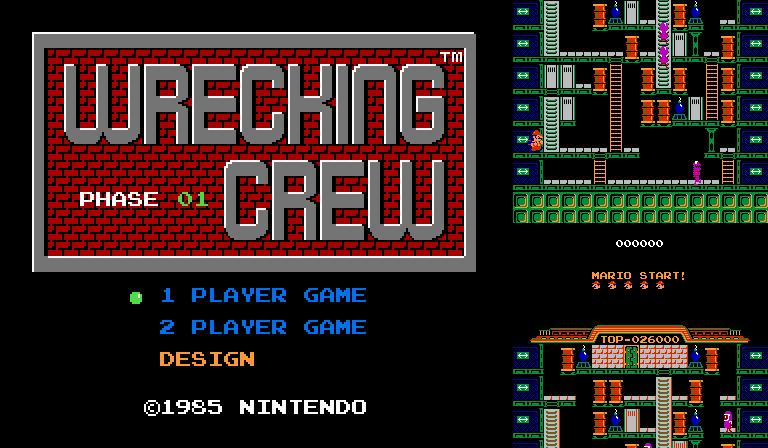 WRECKING
TM
CREW
PHASE 01
1 PLAYER GAME
2 PLAYER GAME
DESIGN
©1985 NINTENDO
000000
MARIO START!
TOP-026000